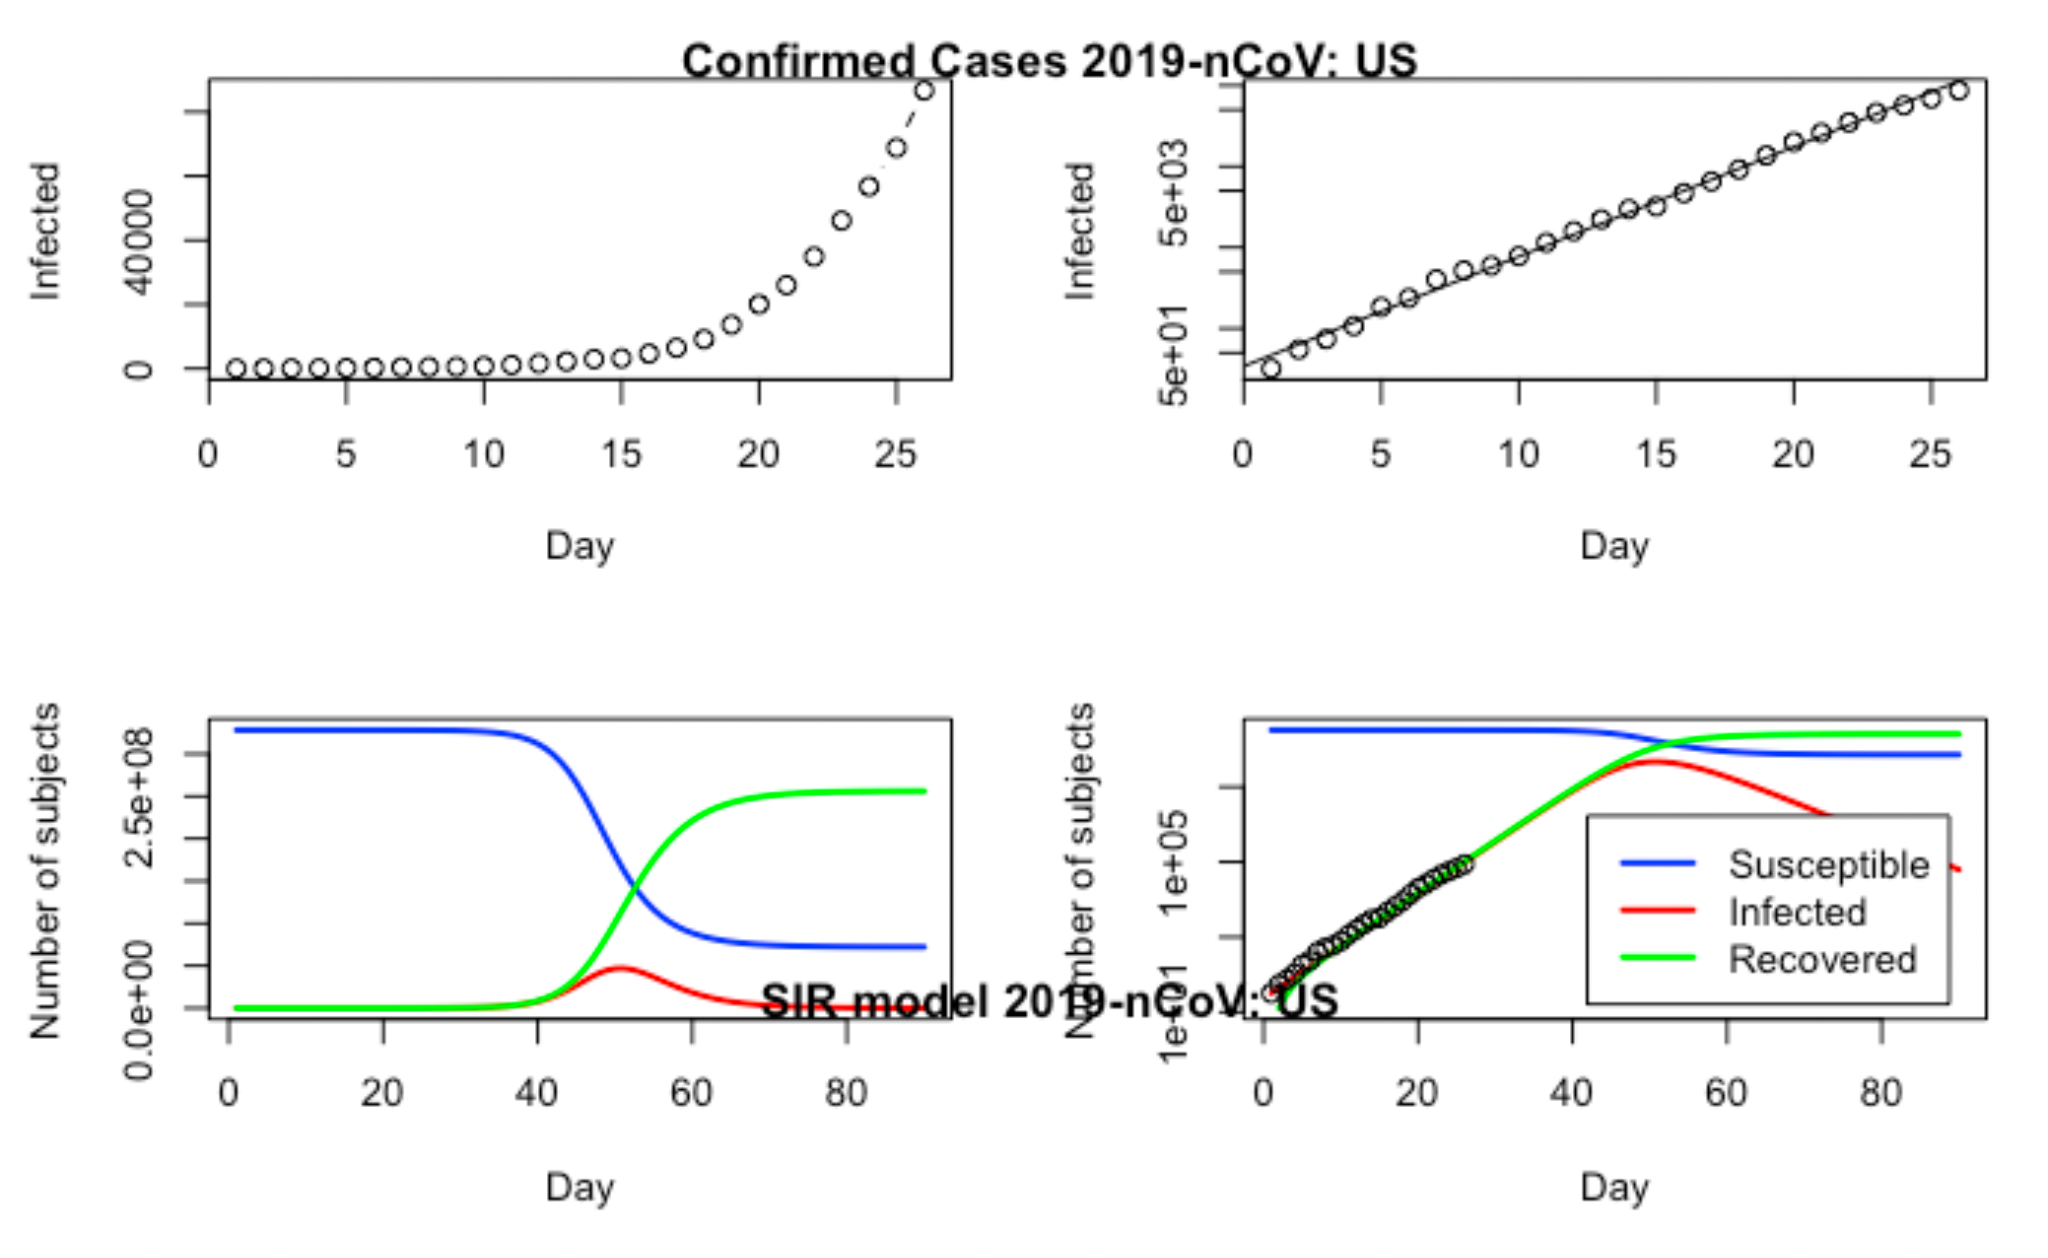 Confirmed Cases 2019-nCoV: US
Infected
0
40000
0 5 10 15 20 25
Day
Infected
5e+01
5e+03
0 5 10 15 20 25
Day
Number of subjects
0.0e+00
2.5e+08
0 20 40 60 80
Day
Number of subjects
1e+01
1e+05
Susceptible
Infected
Recovered
0 20 40 60 80
Day
SIR model 2019-nCoV: US